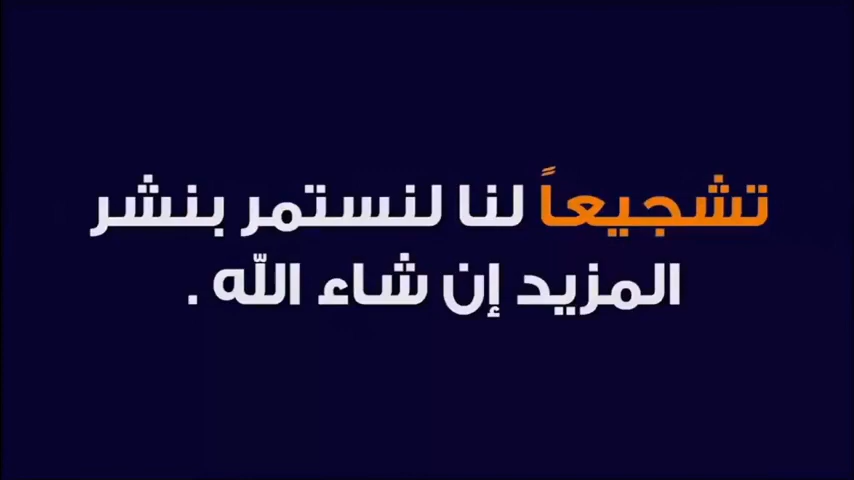 تشجيعاً لنا لنستمر بنشر
المزيد إن شاء الله .